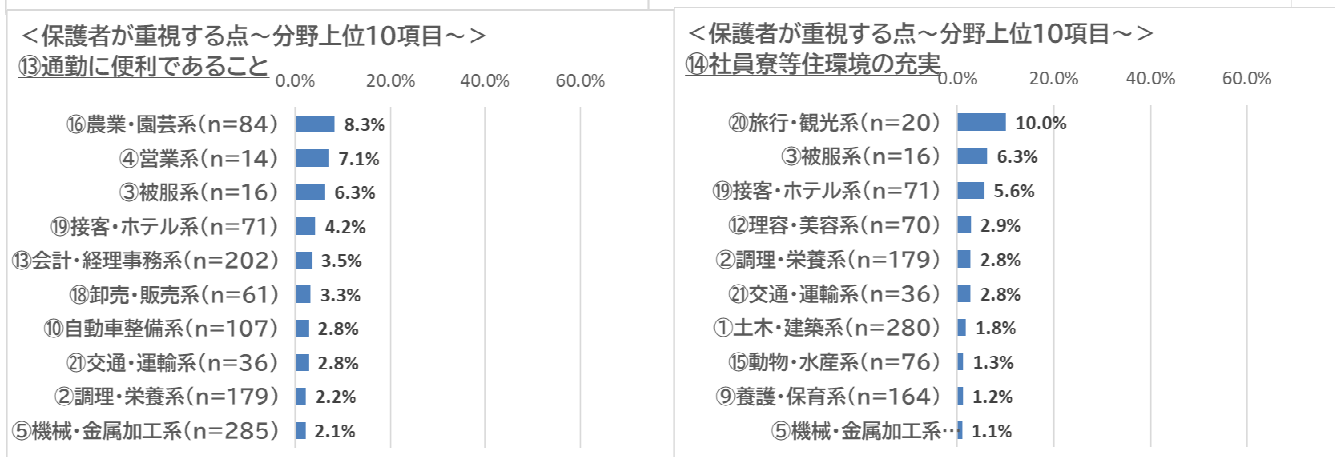 ＜保護者が重視する点～分野上位10項目～＞
⑬通勤に便利であること
0.0% 20.0% 40.0% 60.0%
⑯農業・園芸系(n=84) 8.3%
④営業系(n=14) 7.1%
③被服系(n=16) 6.3%
⑲接客・ホテル系(n=71) 4.2%
⑬会計・経理事務系(n=202) 3.5%
⑱卸売・販売系(n=61) 3.3%
⑩自動車整備系(n=107) 2.8%
㉑交通・運輸系(n=36) 2.8%
②調理・栄養系(n=179) 2.2%
⑤機械・金属加工系(n=285) 2.1%
＜保護者が重視する点～分野上位10項目～＞
⑭社員寮等住環境の充実
0.0% 20.0% 40.0% 60.0%
⑳旅行・観光系(n=20) 10.0%
③被服系(n=16) 6.3%
⑲接客・ホテル系(n=71) 5.6%
⑫理容・美容系(n=70) 2.9%
②調理・栄養系(n=179) 2.8%
㉑交通・運輸系(n=36) 2.8%
①土木・建築系(n=280) 1.8%
⑮動物・水産系(n=76) 1.3%
⑨養護・保育系(n=164) 1.2%
⑤機械・金属加工系… 1.1%